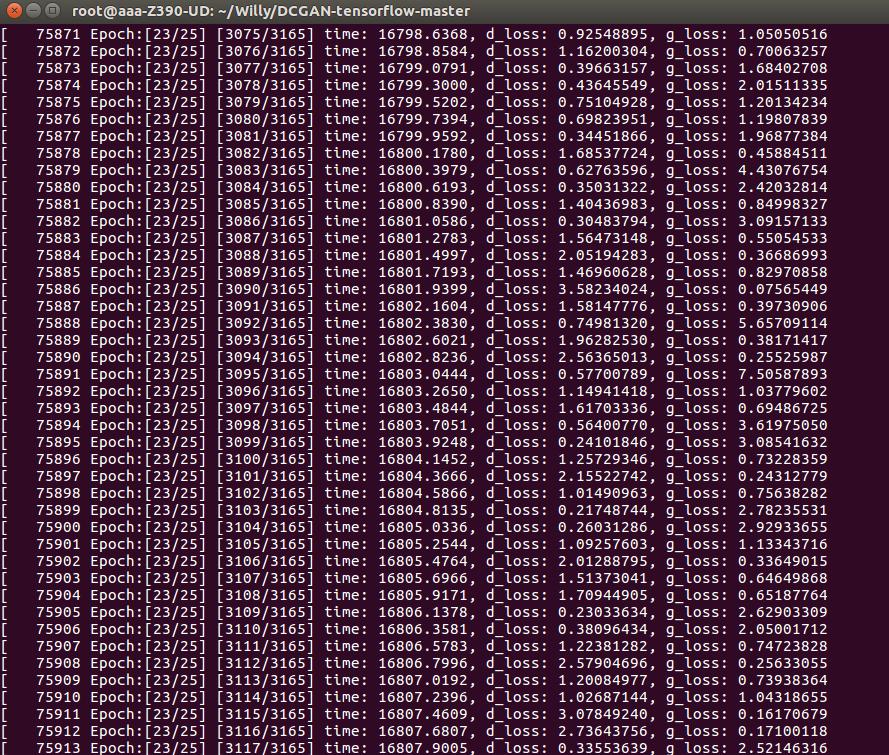 root@aaa-Z390-UD: ~/Willy/DCGAN-tensorflow-master
[   75871 Epoch:[23/25] [3075/3165] time: 16798.6368, d_loss: 0.92548895, g_loss: 1.05050516
[   75872 Epoch:[23/25] [3076/3165] time: 16798.8584, d_loss: 1.16200304, g_loss: 0.70063257
[   75873 Epoch:[23/25] [3077/3165] time: 16799.0791, d_loss: 0.39663157, g_loss: 1.68402708
[   75874 Epoch:[23/25] [3078/3165] time: 16799.3000, d_loss: 0.43645549, g_loss: 2.01511335
[   75875 Epoch:[23/25] [3079/3165] time: 16799.5202, d_loss: 0.75104928, g_loss: 1.20134234
[   75876 Epoch:[23/25] [3080/3165] time: 16799.7394, d_loss: 0.69823951, g_loss: 1.19807839
[   75877 Epoch:[23/25] [3081/3165] time: 16799.9592, d_loss: 0.34451866, g_loss: 1.96877384
[   75878 Epoch:[23/25] [3082/3165] time: 16800.1780, d_loss: 1.68537724, g_loss: 0.45884511
[   75879 Epoch:[23/25] [3083/3165] time: 16800.3979, d_loss: 0.62763596, g_loss: 4.43076754
[   75880 Epoch:[23/25] [3084/3165] time: 16800.6193, d_loss: 0.35031322, g_loss: 2.42032814
[   75881 Epoch:[23/25] [3085/3165] time: 16800.8390, d_loss: 1.40436983, g_loss: 0.84998327
[   75882 Epoch:[23/25] [3086/3165] time: 16801.0586, d_loss: 0.30483794, g_loss: 3.09157133
[   75883 Epoch:[23/25] [3087/3165] time: 16801.2783, d_loss: 1.56473148, g_loss: 0.55054533
[   75884 Epoch:[23/25] [3088/3165] time: 16801.4997, d_loss: 2.05194283, g_loss: 0.36686993
[   75885 Epoch:[23/25] [3089/3165] time: 16801.7193, d_loss: 1.46960628, g_loss: 0.82970858
[   75886 Epoch:[23/25] [3090/3165] time: 16801.9399, d_loss: 3.58234024, g_loss: 0.07565449
[   75887 Epoch:[23/25] [3091/3165] time: 16802.1604, d_loss: 1.58147776, g_loss: 0.39730906
[   75888 Epoch:[23/25] [3092/3165] time: 16802.3830, d_loss: 0.74981320, g_loss: 5.65709114
[   75889 Epoch:[23/25] [3093/3165] time: 16802.6021, d_loss: 1.96282530, g_loss: 0.38171417
[   75890 Epoch:[23/25] [3094/3165] time: 16802.8236, d_loss: 2.56365013, g_loss: 0.25525987
[   75891 Epoch:[23/25] [3095/3165] time: 16803.0444, d_loss: 0.57700789, g_loss: 7.50587893
[   75892 Epoch:[23/25] [3096/3165] time: 16803.2650, d_loss: 1.14941418, g_loss: 1.03779602
[   75893 Epoch:[23/25] [3097/3165] time: 16803.4844, d_loss: 1.61703336, g_loss: 0.69486725
[   75894 Epoch:[23/25] [3098/3165] time: 16803.7051, d_loss: 0.56400770, g_loss: 3.61975050
[   75895 Epoch:[23/25] [3099/3165] time: 16803.9248, d_loss: 0.24101846, g_loss: 3.08541632
[   75896 Epoch:[23/25] [3100/3165] time: 16804.1452, d_loss: 1.25729346, g_loss: 0.73228359
[   75897 Epoch:[23/25] [3101/3165] time: 16804.3666, d_loss: 2.15522742, g_loss: 0.24312779
[   75898 Epoch:[23/25] [3102/3165] time: 16804.5866, d_loss: 1.01490963, g_loss: 0.75638282
[   75899 Epoch:[23/25] [3103/3165] time: 16804.8135, d_loss: 0.21748744, g_loss: 2.78235531
[   75900 Epoch:[23/25] [3104/3165] time: 16805.0336, d_loss: 0.26031286, g_loss: 2.92933655
[   75901 Epoch:[23/25] [3105/3165] time: 16805.2544, d_loss: 1.09257603, g_loss: 1.13343716
[   75902 Epoch:[23/25] [3106/3165] time: 16805.4764, d_loss: 2.01288795, g_loss: 0.33649015
[   75903 Epoch:[23/25] [3107/3165] time: 16805.6966, d_loss: 1.51373041, g_loss: 0.64649868
[   75904 Epoch:[23/25] [3108/3165] time: 16805.9171, d_loss: 1.70944905, g_loss: 0.65187764
[   75905 Epoch:[23/25] [3109/3165] time: 16806.1378, d_loss: 0.23033634, g_loss: 2.62903309
[   75906 Epoch:[23/25] [3110/3165] time: 16806.3581, d_loss: 0.38096434, g_loss: 2.05001712
[   75907 Epoch:[23/25] [3111/3165] time: 16806.5783, d_loss: 1.22381282, g_loss: 0.74723828
[   75908 Epoch:[23/25] [3112/3165] time: 16806.7996, d_loss: 2.57904696, g_loss: 0.25633055
[   75909 Epoch:[23/25] [3113/3165] time: 16807.0192, d_loss: 1.20084977, g_loss: 0.73938364
[   75910 Epoch:[23/25] [3114/3165] time: 16807.2396, d_loss: 1.02687144, g_loss: 1.04318655
[   75911 Epoch:[23/25] [3115/3165] time: 16807.4609, d_loss: 3.07849240, g_loss: 0.16170679
[   75912 Epoch:[23/25] [3116/3165] time: 16807.6807, d_loss: 2.73643756, g_loss: 0.17100118
[   75913 Epoch:[23/25] [3117/3165] time: 16807.9005, d_loss: 0.33553639, g_loss: 2.52146316